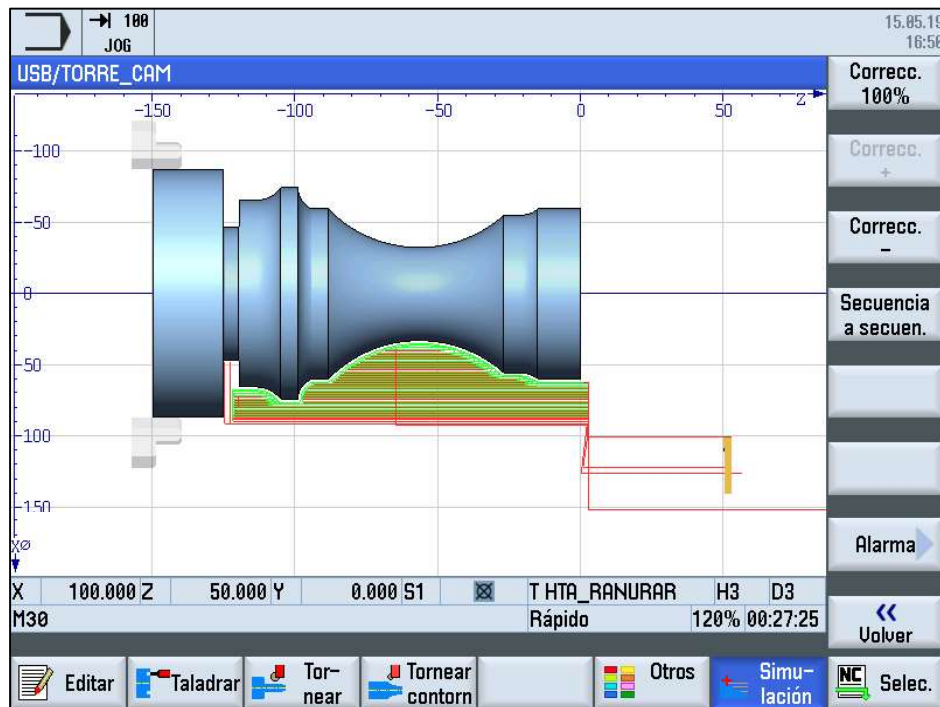 100
JOG
15.05.19
16:56
USB/TORRE_CAM
Correcc.
100%
-150
-100
-50
0
50
Z
-100
Correcc.
+
-50
Correcc.
-
0
Secuencia
a secuen.
50
100
150
XØ
Alarma
X 100.000 Z 50.000 Y 0.000 S1 T HTA_RANURAR H3 D3
M30 Rápido 120% 00:27:25
Volver
Editar
Taladrar
Tor-
near
Tornear
contorn
Otros
Simu-
lación
NC
Selec.